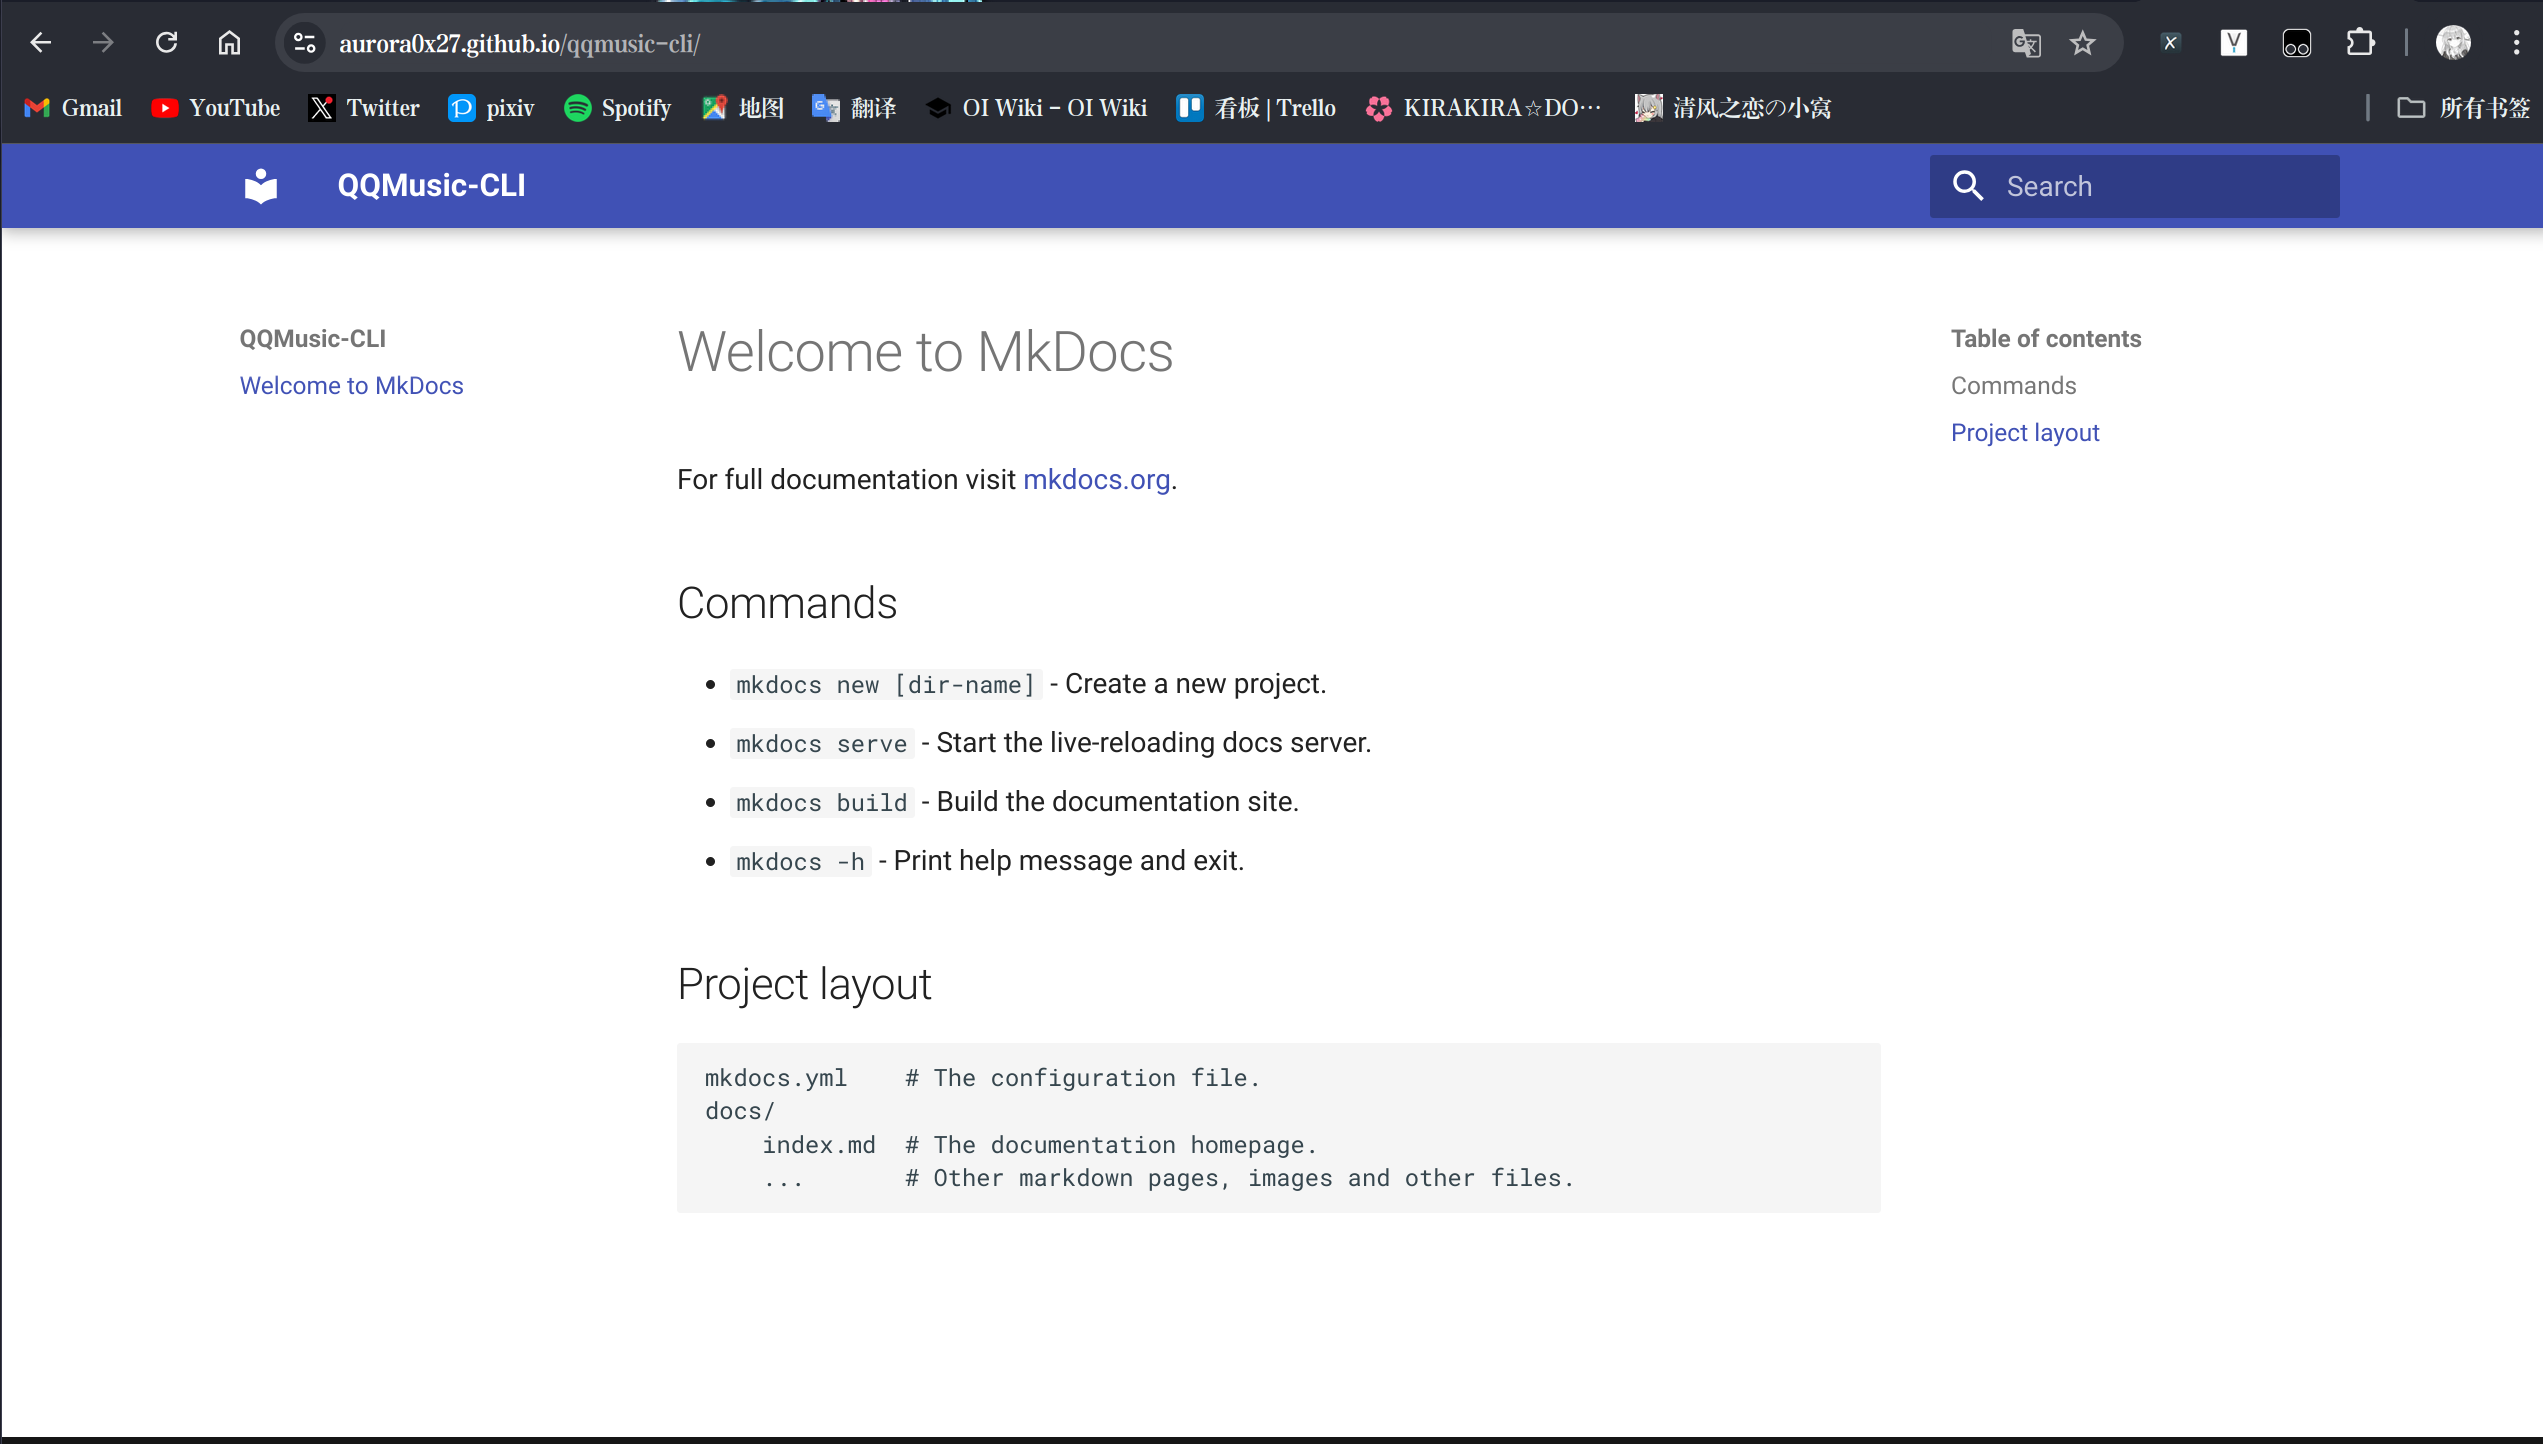 aurora0x27.github.io/qqmusic-cli/
Gmail YouTube Twitter pixiv Spotify 地图 翻译 OI Wiki - OI Wiki 看板 | Trello KIRAKIRA☆DO… 清风之恋の小窝 所有书签
QQMusic-CLI
Search
QQMusic-CLI
Welcome to MkDocs
Welcome to MkDocs
For full documentation visit mkdocs.org.
Commands
mkdocs new [dir-name] - Create a new project.
mkdocs serve - Start the live-reloading docs server.
mkdocs build - Build the documentation site.
mkdocs -h - Print help message and exit.
Project layout
mkdocs.yml    # The configuration file.
docs/
    index.md  # The documentation homepage.
    ...       # Other markdown pages, images and other files.
Table of contents
Commands
Project layout